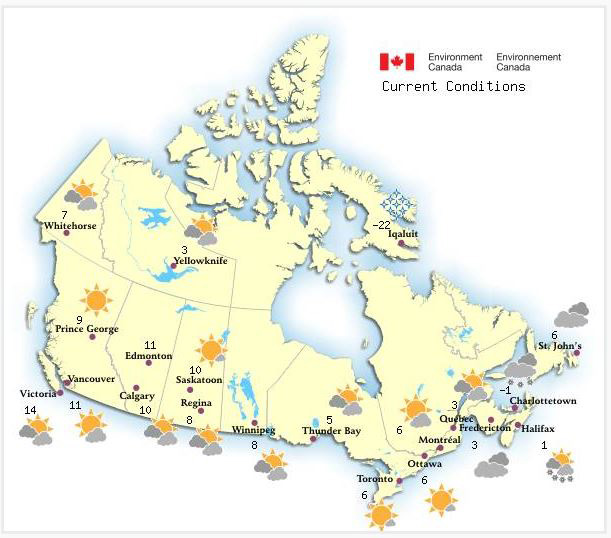 Environment Environnement
Canada Canada
Current Conditions
7
Whitehorse
-22
Iqaluit
3
Yellowknife
9
Prince George
11
Edmonton
10
Saskatoon
6
St. John's
Vancouver
Victoria
Calgary
Regina
-1
Charlottetown
14
11
10
8
Winnipeg
8
5
Thunder Bay
6
3
Québec
Fredericton
Halifax
Montréal
3
1
Ottawa
Toronto
6
6